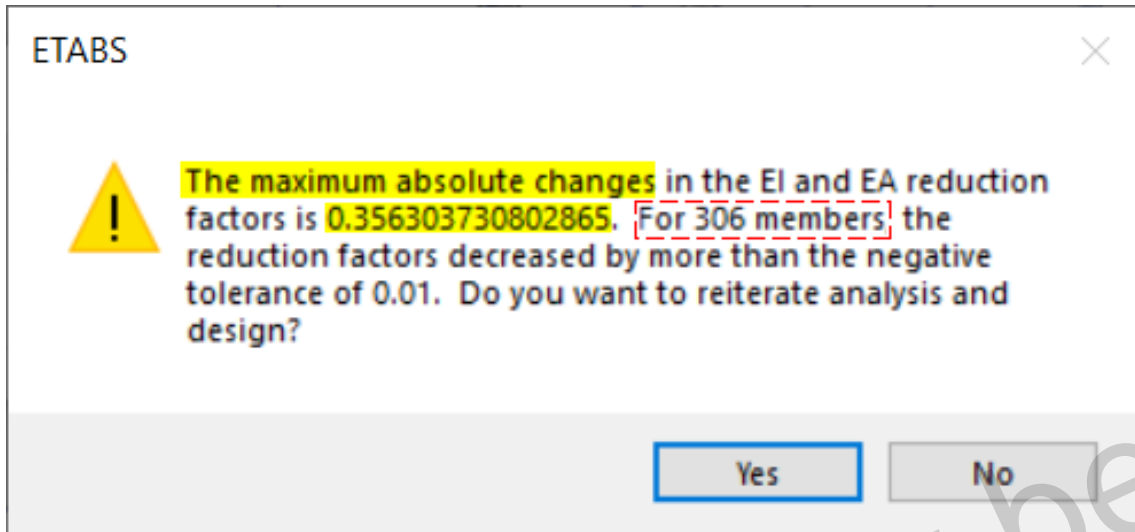 ETABS
The maximum absolute changes in the EI and EA reduction
factors is 0.356303730802865. For 306 members, the
reduction factors decreased by more than the negative
tolerance of 0.01. Do you want to reiterate analysis and
design?
Yes No
be